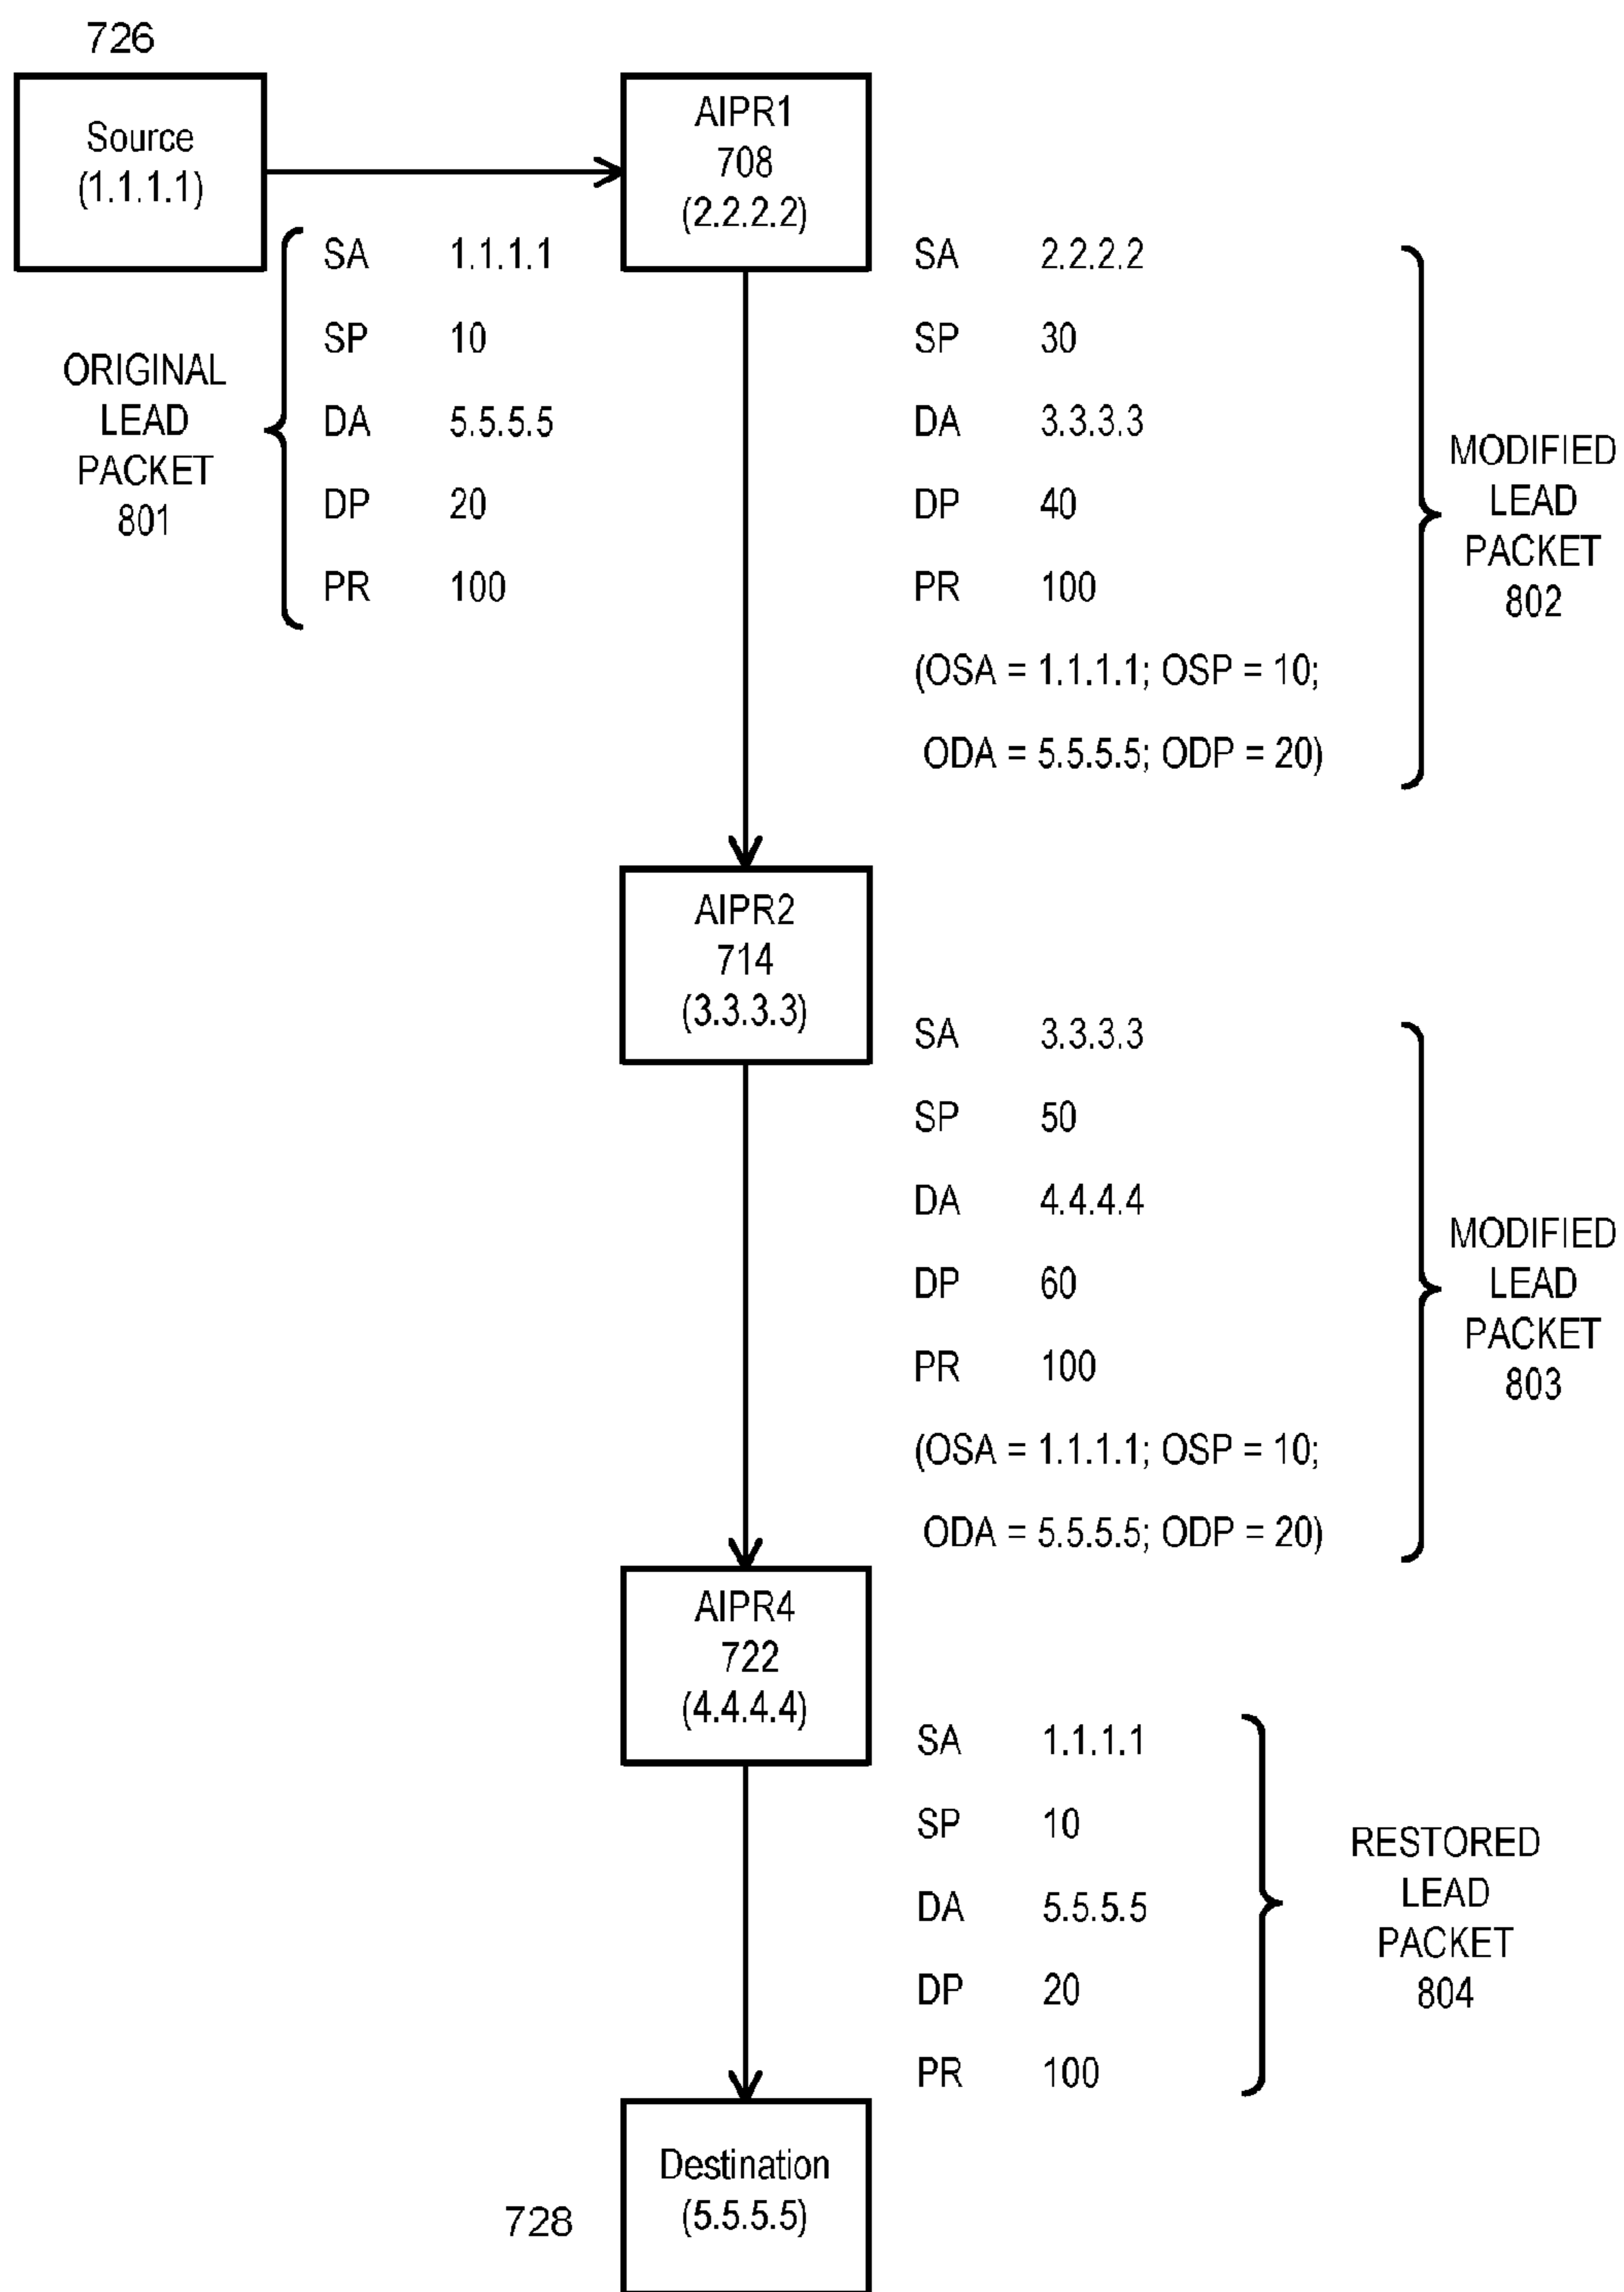 726
Source
(1.1.1.1)
AIPR1
708
(2.2.2.2)
ORIGINAL
LEAD
PACKET
801
SA 1.1.1.1
SP 10
DA 5.5.5.5
DP 20
PR 100
SA 2.2.2.2
SP 30
DA 3.3.3.3
DP 40
PR 100
(OSA = 1.1.1.1; OSP = 10;
ODA = 5.5.5.5; ODP = 20)
MODIFIED
LEAD
PACKET
802
AIPR2
714
(3.3.3.3)
SA 3.3.3.3
SP 50
DA 4.4.4.4
DP 60
PR 100
(OSA = 1.1.1.1; OSP = 10;
ODA = 5.5.5.5; ODP = 20)
MODIFIED
LEAD
PACKET
803
AIPR4
722
(4.4.4.4)
SA 1.1.1.1
SP 10
DA 5.5.5.5
DP 20
PR 100
RESTORED
LEAD
PACKET
804
Destination
(5.5.5.5)
728